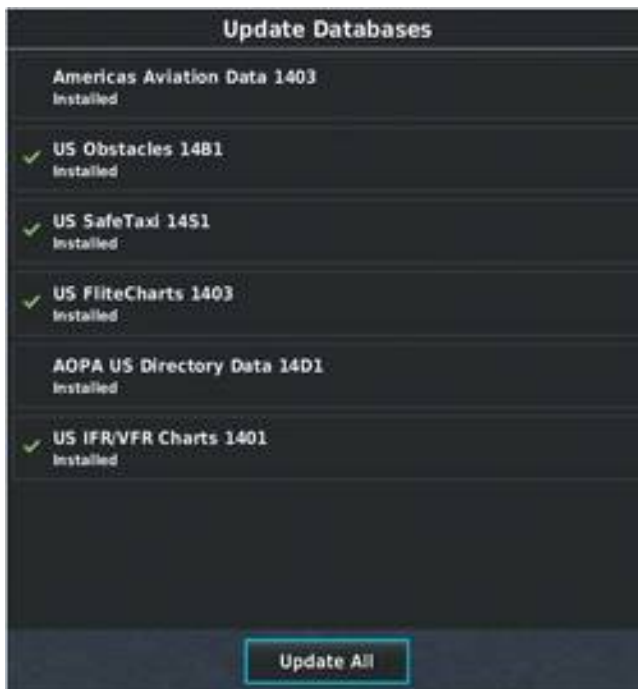 Update Databases
Americas Aviation Data 1403
Installed
US Obstacles 14B1
Installed
US SafeTaxi 14S1
Installed
US FliteCharts 1403
Installed
AOPA US Directory Data 14D1
Installed
US IFR/VFR Charts 1401
Installed
Update All